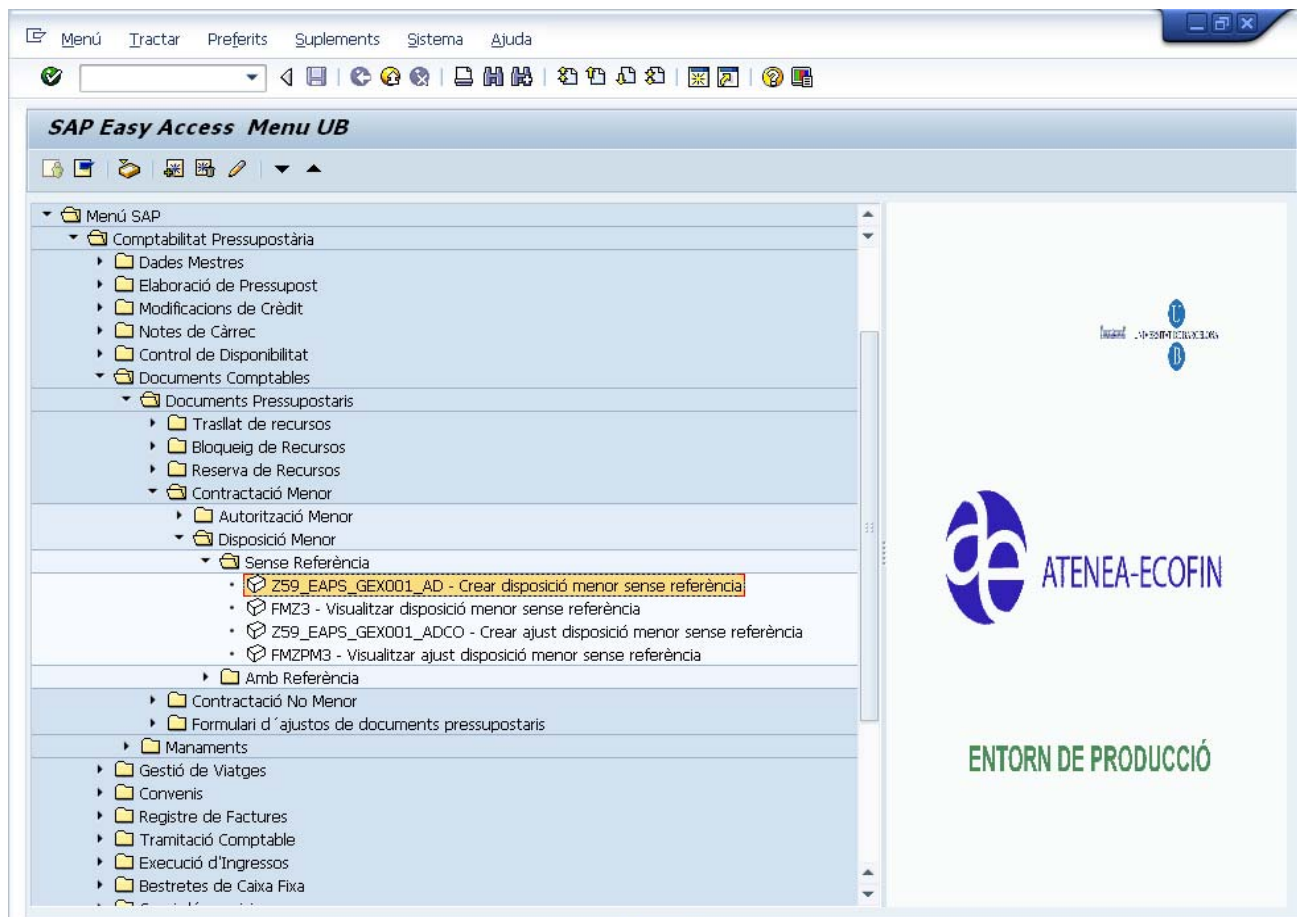 Menú Tractar Preferits Suplements Sistema Ajuda
SAP Easy Access Menu UB
Menú SAP
Comptabilitat Pressupostària
Dades Mestres
Elaboració de Pressupost
Modificacions de Crèdit
Notes de Càrrec
Control de Disponibilitat
Documents Comptables
Documents Pressupostaris
Trasllat de recursos
Bloqueig de Recursos
Reserva de Recursos
Contractació Menor
Autorització Menor
Disposició Menor
Sense Referència
Z59_EAPS_GEX001_AD - Crear disposició menor sense referència
FMZ3 - Visualitzar disposició menor sense referència
Z59_EAPS_GEX001_ADCO - Crear ajust disposició menor sense referència
FMZPM3 - Visualitzar ajust disposició menor sense referència
Amb Referència
Contractació No Menor
Formulari d´ajustos de documents pressupostaris
Manaments
Gestió de Viatges
Convenis
Registre de Factures
Tramitació Comptable
Execució d'Ingressos
Bestretes de Caixa Fixa
U
UNIVERSITAT DE BARCELONA
B
ae
ATENEA-ECOFIN
ENTORN DE PRODUCCIÓ